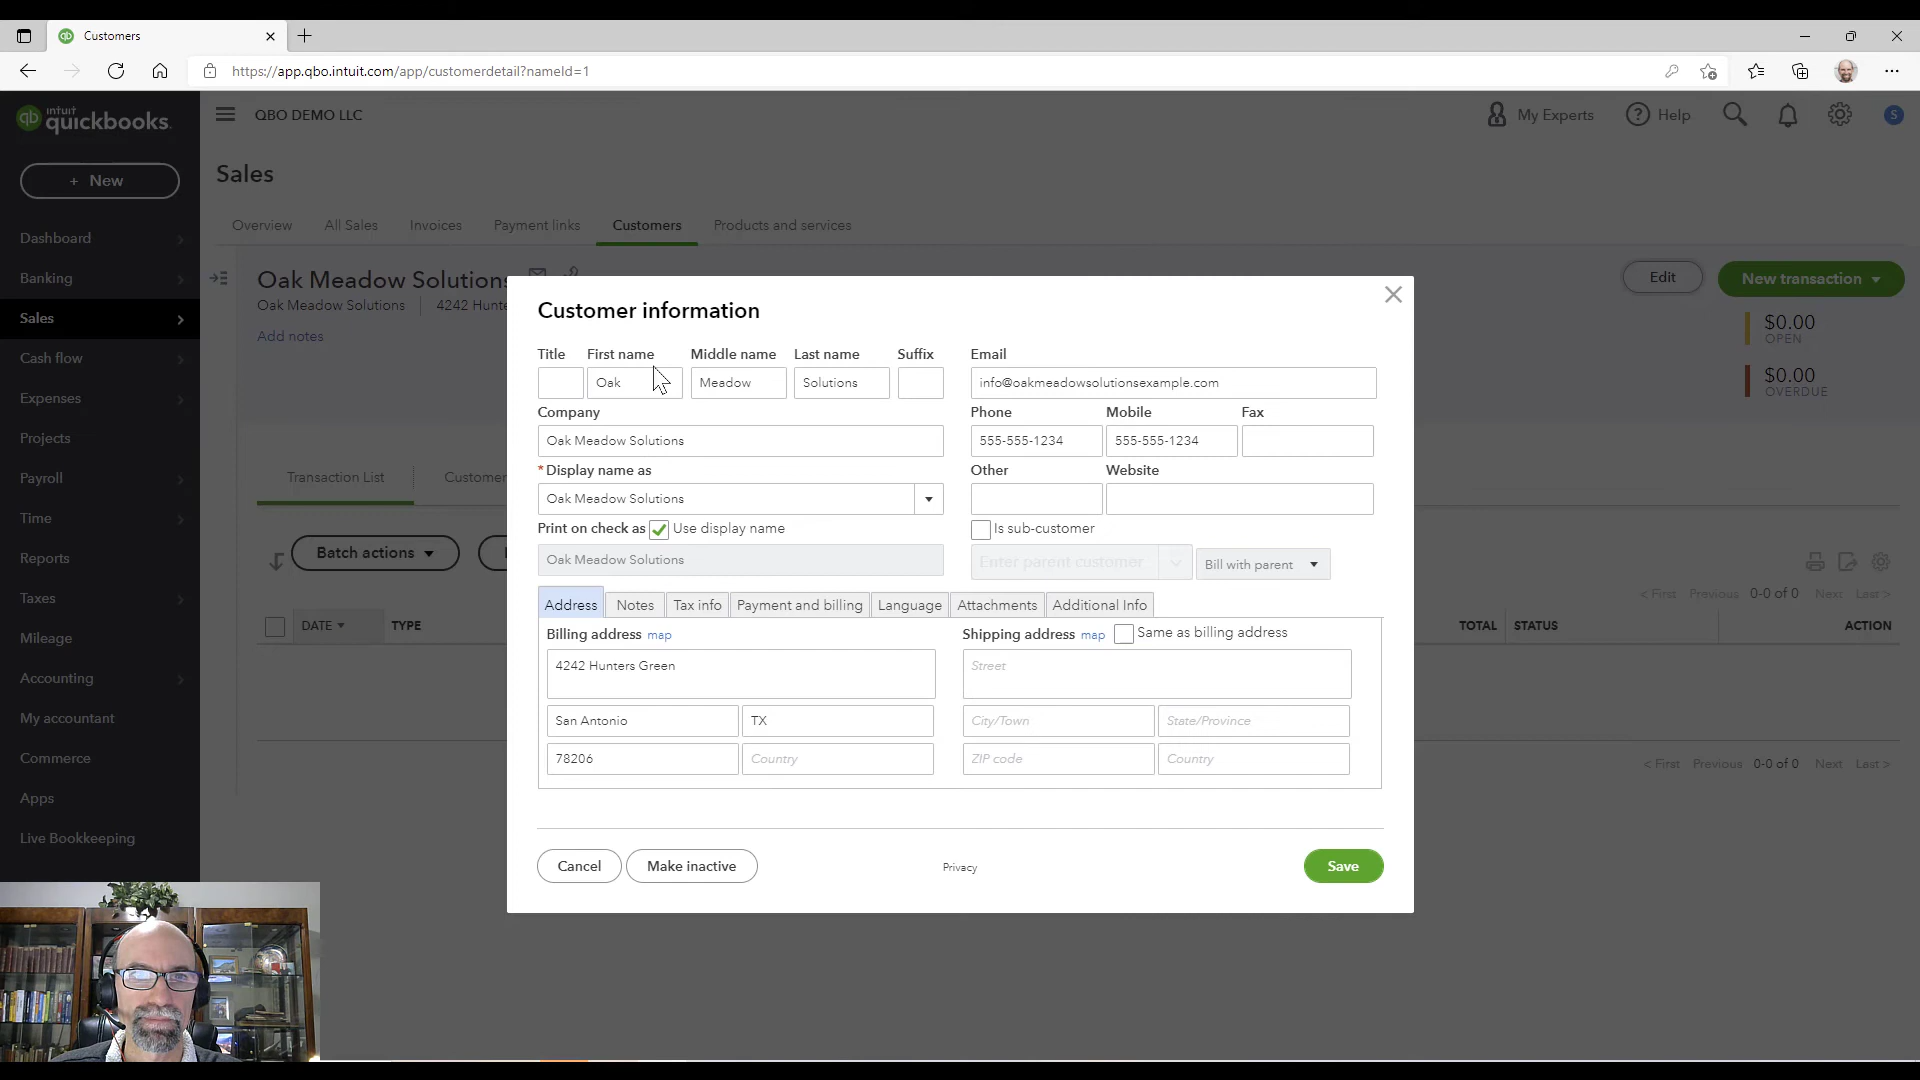 Customers
https://app.qbo.intuit.com/app/customerdetail?nameId=1
intuit quickbooks.
QBO DEMO LLC
My Experts
Help
S
+ New
Sales
Overview
All Sales
Invoices
Payment links
Customers
Products and services
Dashboard
Banking
Sales
Cash flow
Expenses
Projects
Payroll
Time
Reports
Taxes
Mileage
Accounting
My accountant
Commerce
Apps
Live Bookkeeping
Oak Meadow Solutions
Oak Meadow Solutions
4242 Hunte
Add notes
Edit
New transaction
$0.00
OPEN
$0.00
OVERDUE
Transaction List
Custome
Batch actions
< First Previous 0-0 of 0 Next Last >
DATE
TYPE
TOTAL
STATUS
ACTION
< First Previous 0-0 of 0 Next Last >
Customer information
Title First name Middle name Last name Suffix
Oak Meadow Solutions
Company
Oak Meadow Solutions
* Display name as
Oak Meadow Solutions
Print on check as Use display name
Oak Meadow Solutions
Email
info@oakmeadowsolutionsexample.com
Phone Mobile Fax
555-555-1234 555-555-1234
Other Website
Is sub-customer
Enter parent customer
Bill with parent
Address
Notes
Tax info
Payment and billing
Language
Attachments
Additional Info
Billing address map
4242 Hunters Green
San Antonio TX
78206 Country
Shipping address map Same as billing address
Street
City/Town State/Province
ZIP code Country
Cancel
Make inactive
Privacy
Save